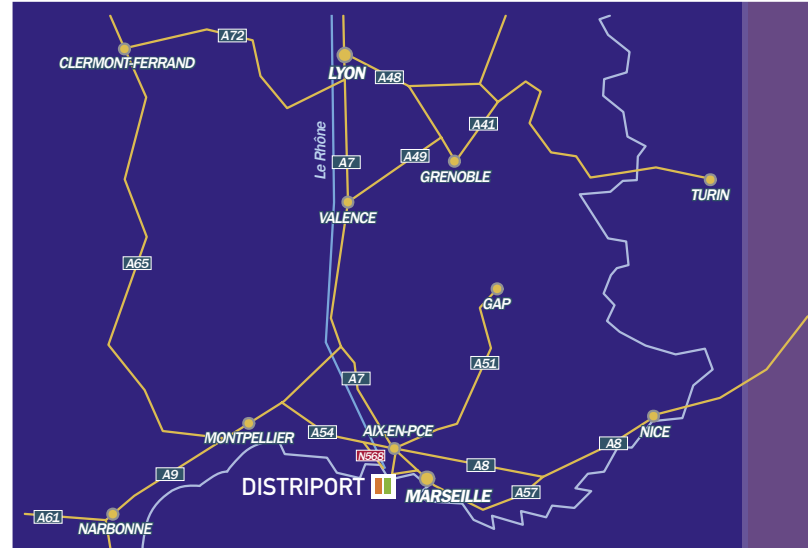 A72
CLERMONT-FERRAND
LYON
A48
A41
Le Rhône
A7
A49
GRENOBLE
TURIN
VALENCE
A65
GAP
A51
A7
NICE
MONTPELLIER
A54
AIX-EN-PCE
A8
N568
A8
A9
DISTRIPORT
MARSEILLE
A57
A61
NARBONNE